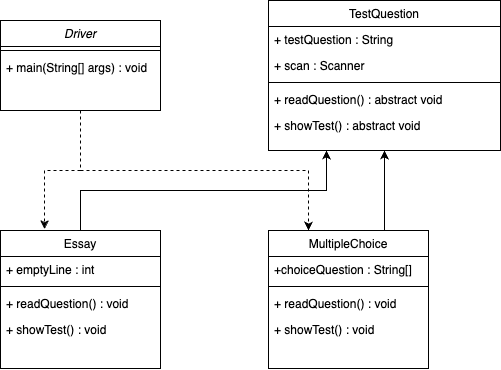 Driver
+ main(String[] args) : void
TestQuestion
+ testQuestion : String
+ scan : Scanner
+ readQuestion() : abstract void
+ showTest() : abstract void
Essay
+ emptyLine : int
+ readQuestion() : void
+ showTest() : void
MultipleChoice
+choiceQuestion : String[]
+ readQuestion() : void
+ showTest() : void